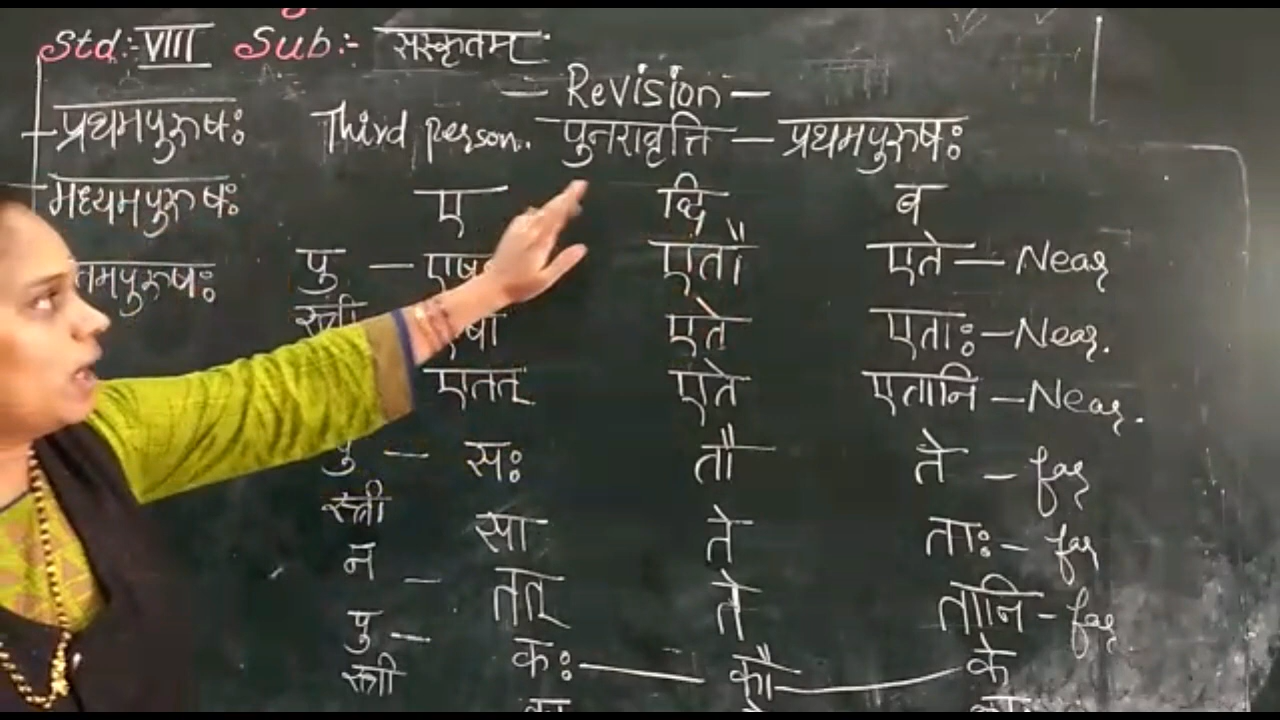 Std:- VIII Sub:- संस्कृतम्
— Revision —
प्रथमपुरुषः Third person. पुनरावृत्ति — प्रथमपुरुषः
मध्यमपुरुषः ए द्वि ब
पु — एतौ एते — Near
स्त्री एते एताः — Near.
एतत् एते एतानि — Near.
पु — सः तौ ते — far
स्त्री सा ते ताः — far
न — तत् ते तानि — far
पु — कः — कौ — के
स्त्री